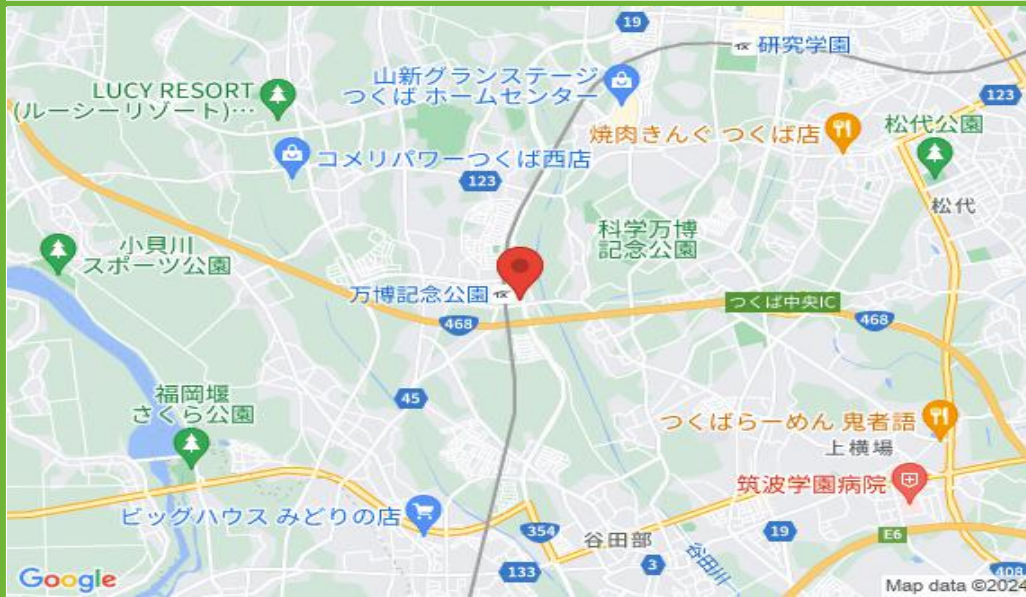 19
研究学園
LUCY RESORT
(ルーシーリゾート)…
山新グランステージ
つくば ホームセンター
123
焼肉きんぐ つくば店
松代公園
コメリパワーつくば西店
123
松代
小貝川
スポーツ公園
科学万博
記念公園
万博記念公園
つくば中央IC
468
468
福岡堰
さくら公園
45
つくばらーめん 鬼者語
上横場
筑波学園病院
ビッグハウス みどりの店
354
谷田部
19
E6
谷田川
133
3
408
Google
Map data ©2024